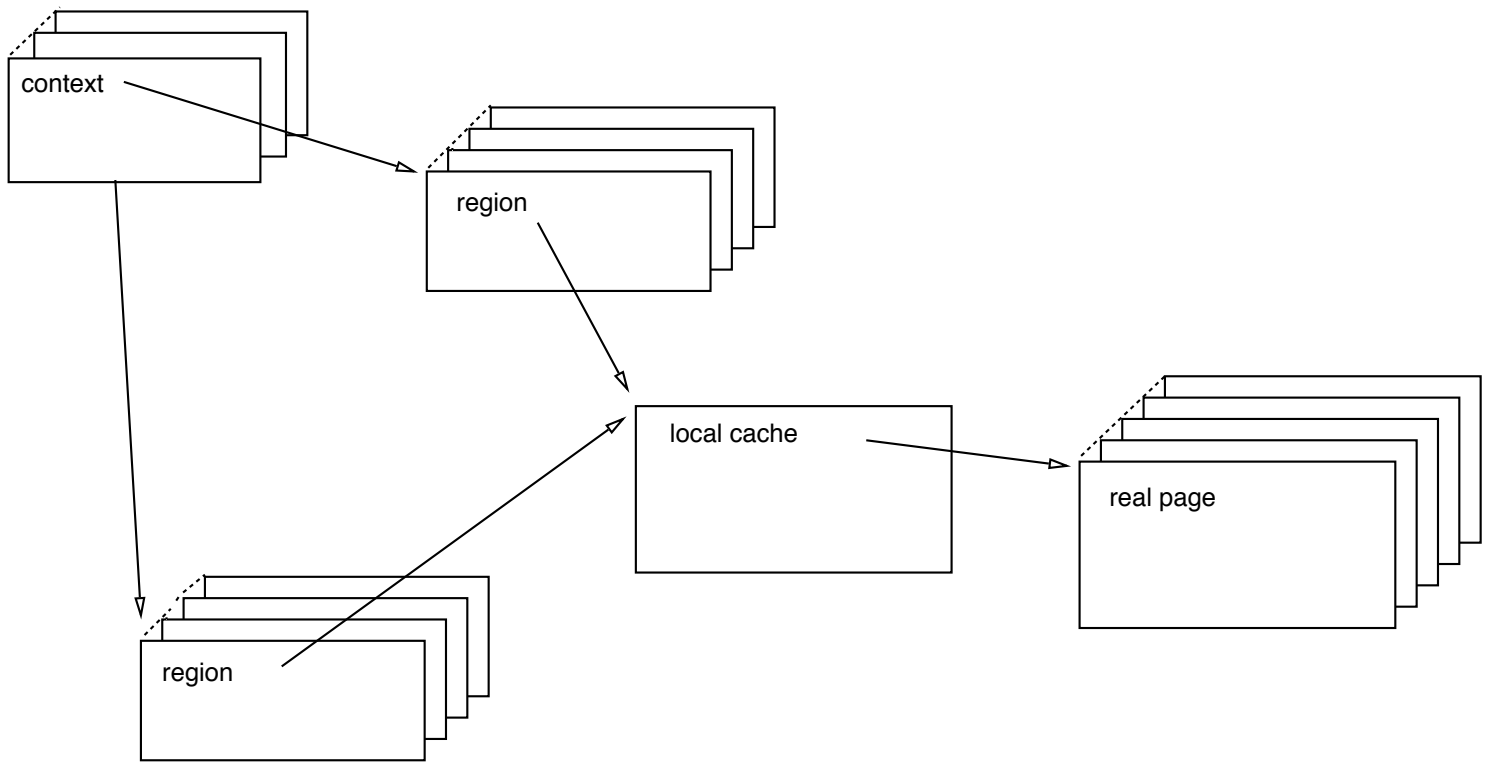 context
region
local cache
real page
region